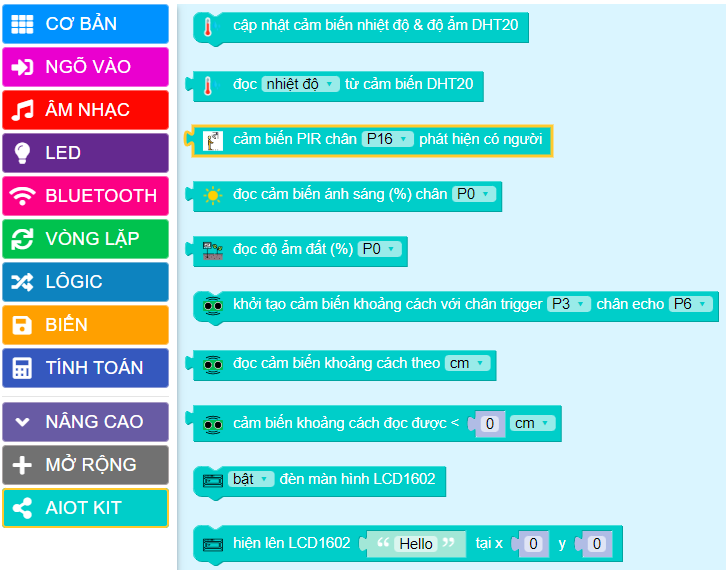 CƠ BẢN
NGÕ VÀO
ÂM NHẠC
LED
BLUETOOTH
VÒNG LẶP
LÔGIC
BIẾN
TÍNH TOÁN
NÂNG CAO
MỞ RỘNG
AIOT KIT
cập nhật cảm biến nhiệt độ & độ ẩm DHT20
đọc nhiệt độ từ cảm biến DHT20
cảm biến PIR chân P16 phát hiện có người
đọc cảm biến ánh sáng (%) chân P0
đọc độ ẩm đất (%) P0
khởi tạo cảm biến khoảng cách với chân trigger P3 chân echo P6
đọc cảm biến khoảng cách theo cm
cảm biến khoảng cách đọc được < 0 cm
bật đèn màn hình LCD1602
hiện lên LCD1602 “ Hello ” tại x 0 y 0